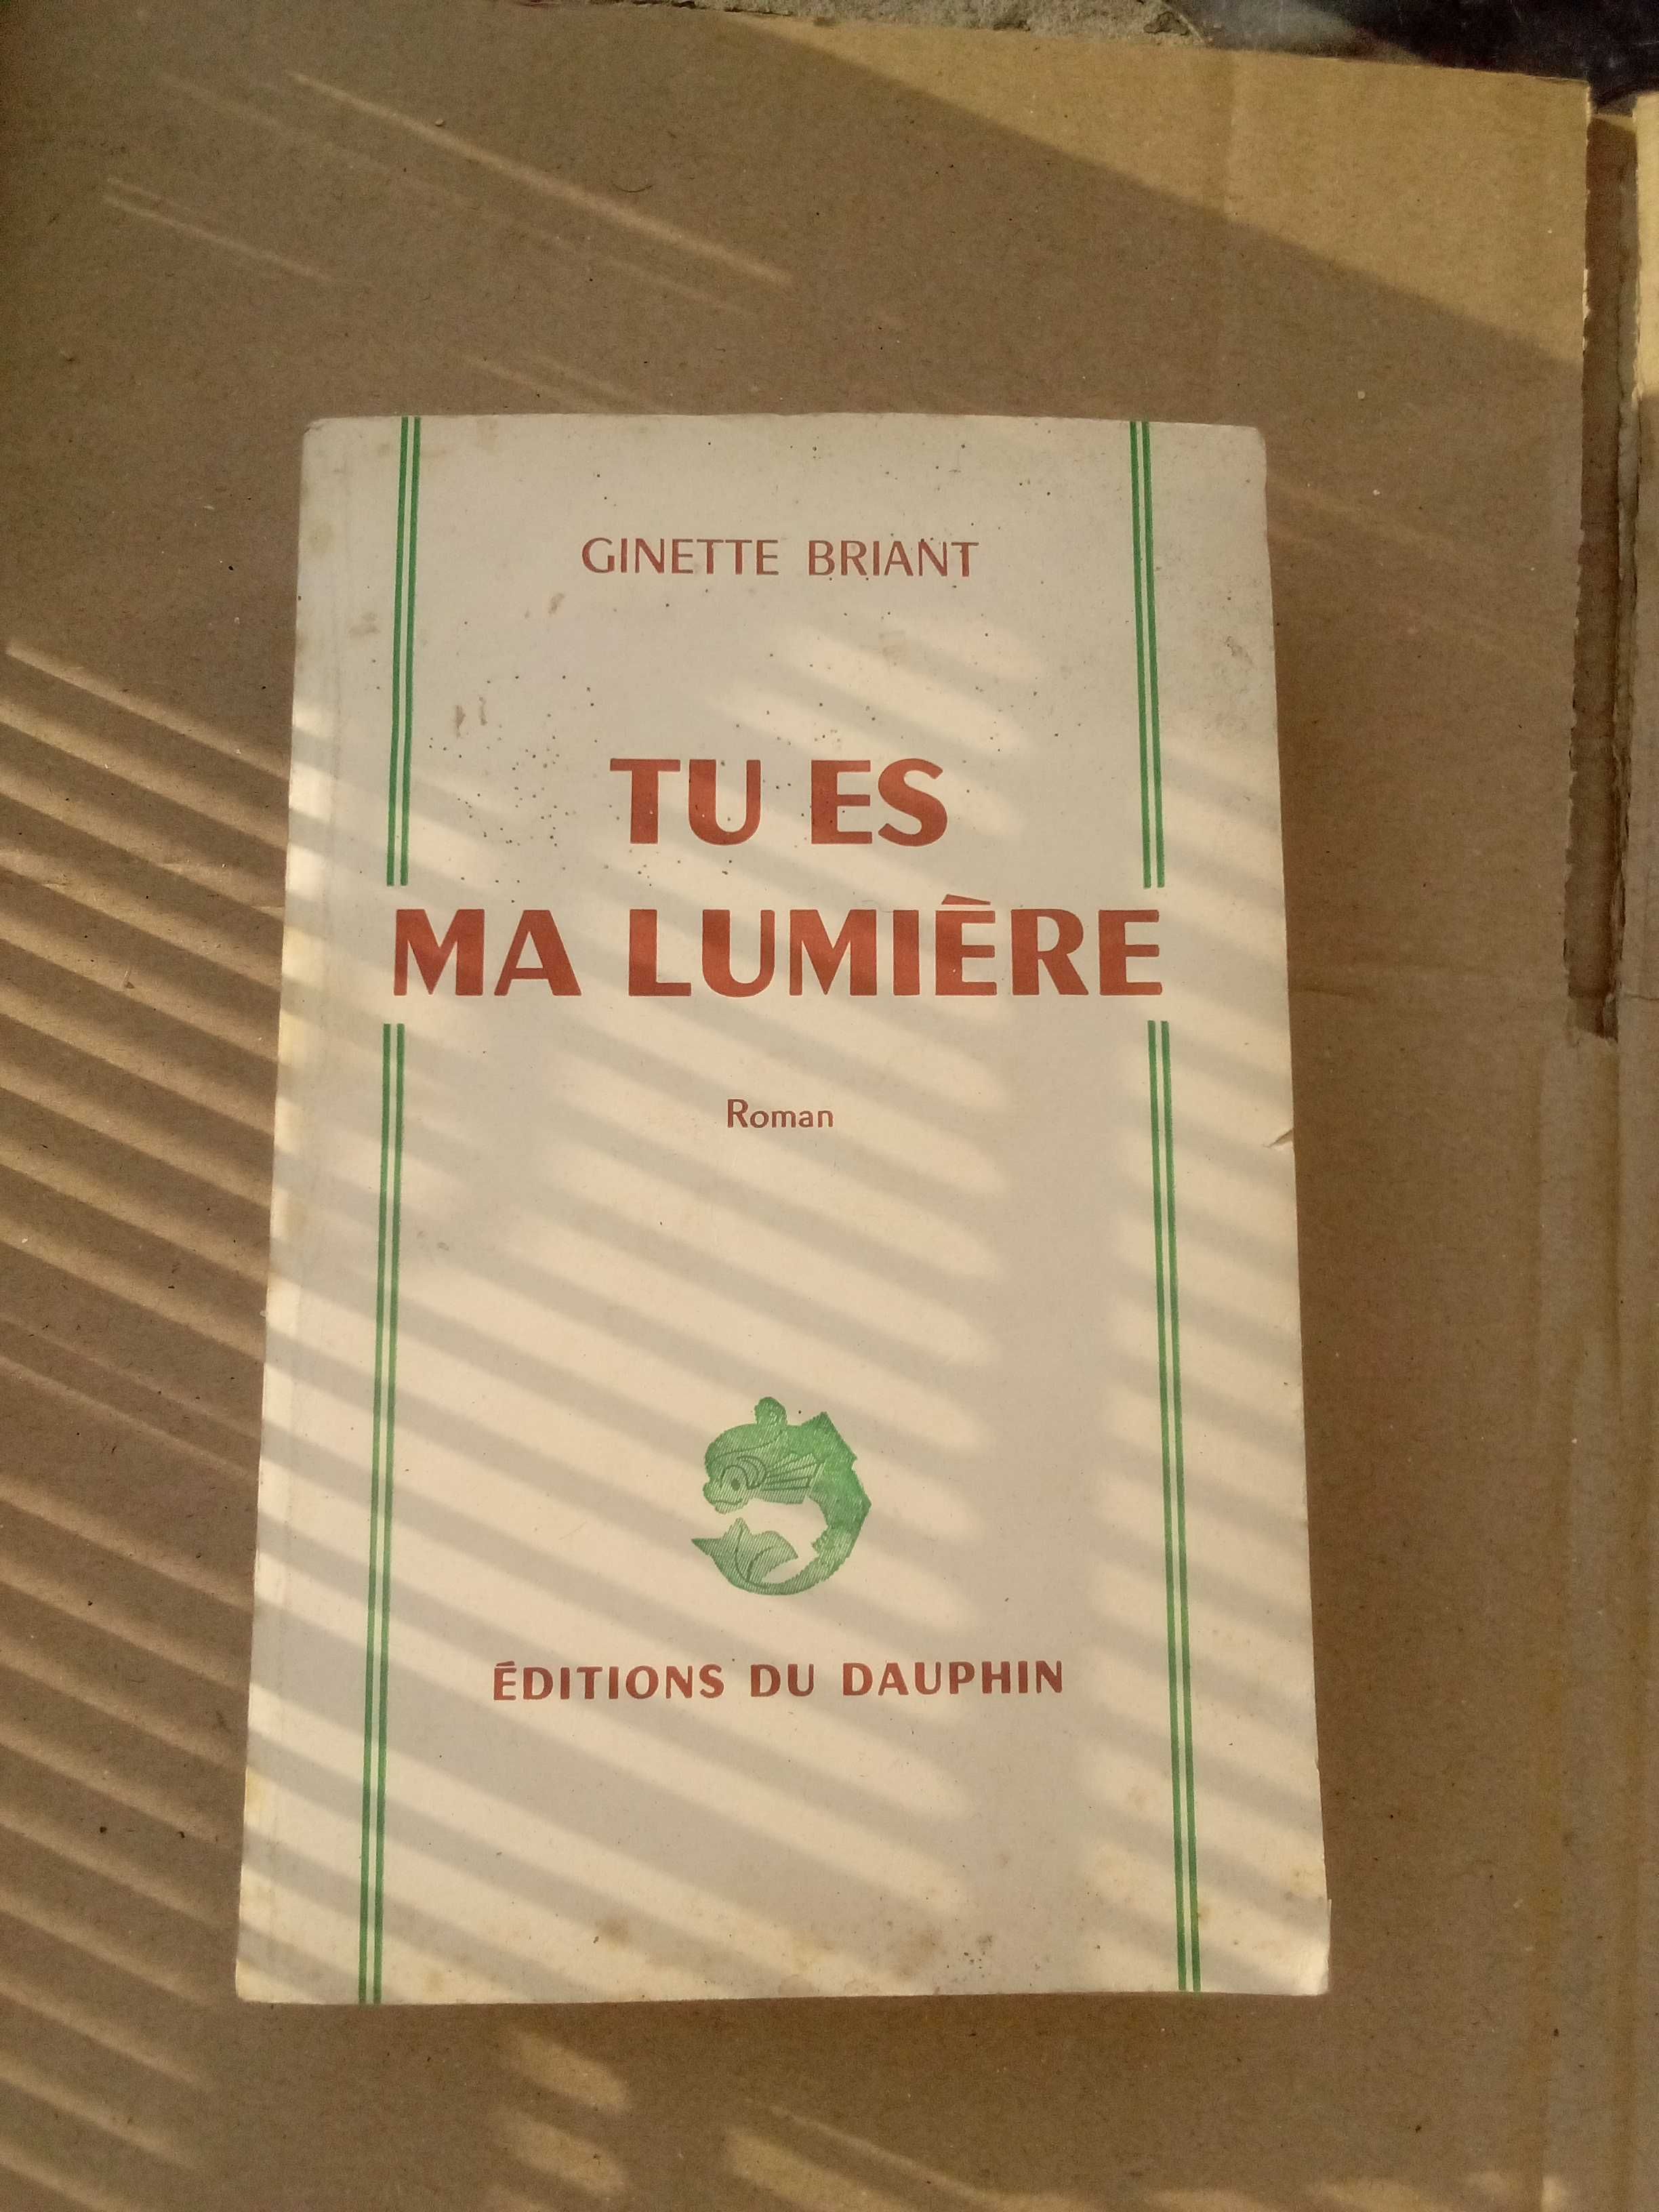 GINETTE BRIANT
TU ES
MA LUMIÈRE
Roman
ÉDITIONS DU DAUPHIN